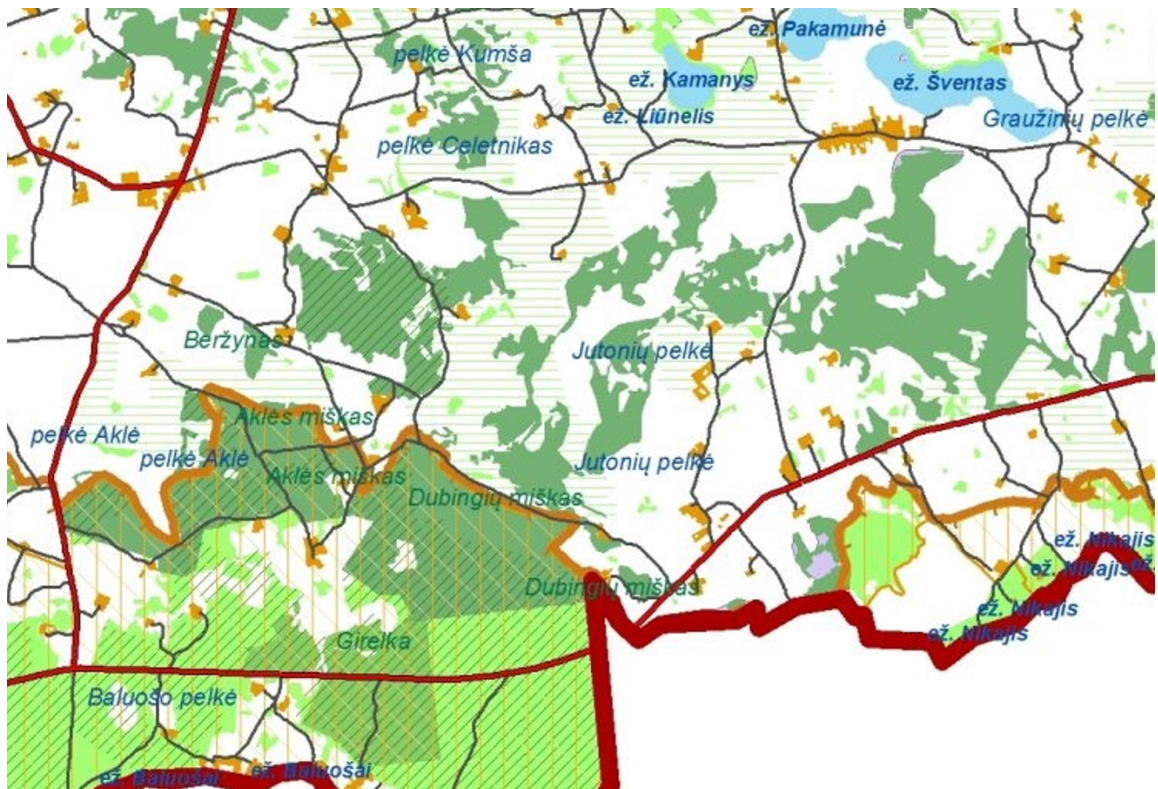 ež. Pakamunė
pelkė Kumša
ež. Kamanys
ež. Šventas
ež. Liūnelis
Graužinių pelkė
pelkė Celetnikas
Beržynas
Jutonių pelkė
Aklės miškas
pelkė Aklė
pelkė Aklė
Jutonių pelkė
Aklės miškas
Dubingių miškas
ež. Nikajis
ež. Nikajis
ež.
Dubingių miškas
ež. Nikajis
ež. Nikajis
Girelka
Baluošo pelkė
ež. Baluošai
ež. Baluošai